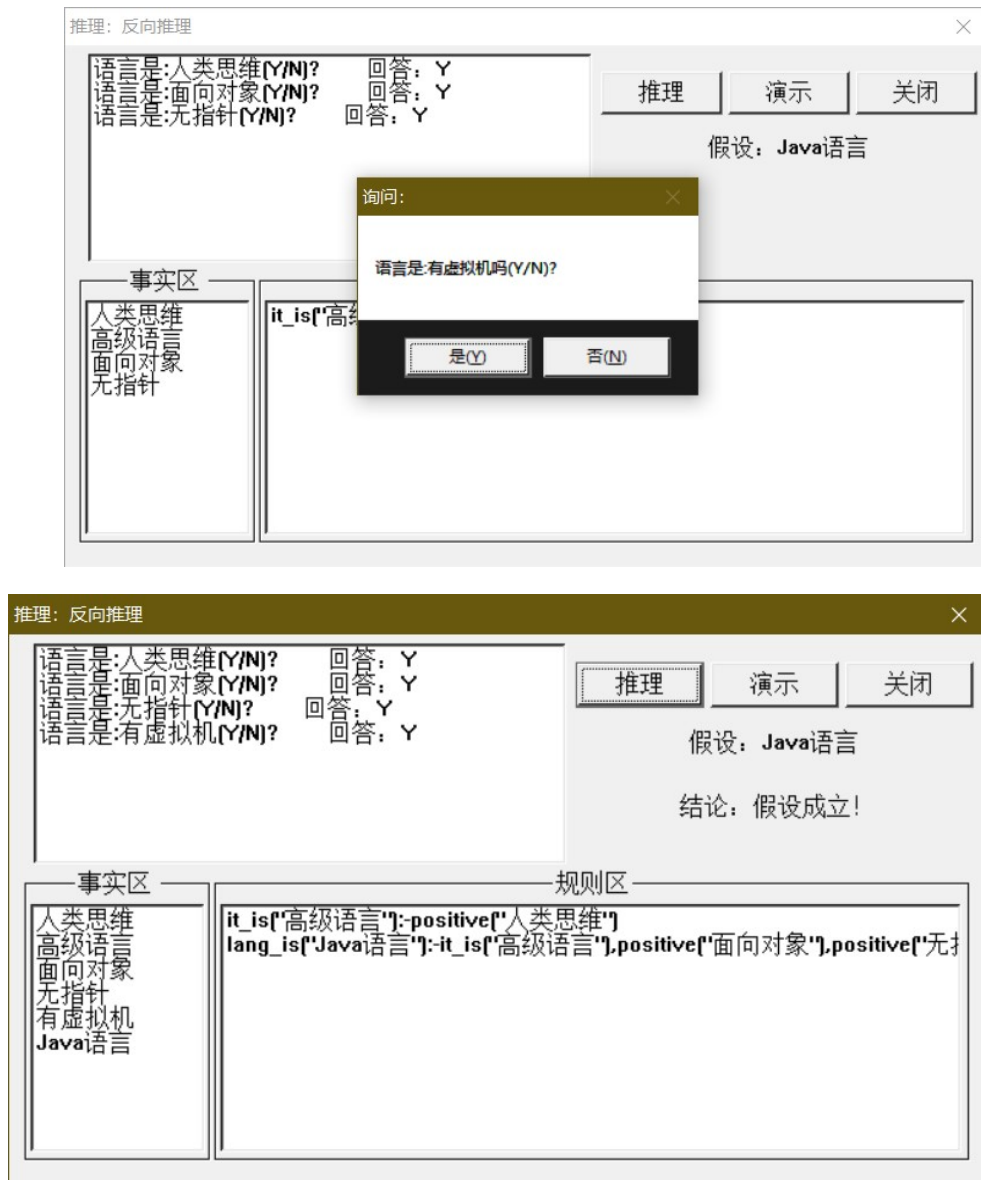 推理：反向推理
语言是:人类思维(Y/N)? 回答：Y
语言是:面向对象(Y/N)? 回答：Y
语言是:无指针(Y/N)? 回答：Y
推理 演示 关闭
假设：Java语言
询问：
语言是:有虚拟机吗(Y/N)?
是(Y) 否(N)
事实区
人类思维
高级语言
面向对象
无指针
it_is("高级
推理：反向推理
语言是:人类思维(Y/N)? 回答：Y
语言是:面向对象(Y/N)? 回答：Y
语言是:无指针(Y/N)? 回答：Y
语言是:有虚拟机(Y/N)? 回答：Y
推理 演示 关闭
假设：Java语言
结论：假设成立!
事实区
人类思维
高级语言
面向对象
无指针
有虚拟机
Java语言
规则区
it_is("高级语言"):-positive("人类思维")
lang_is("Java语言"):-it_is("高级语言"),positive("面向对象"),positive("无